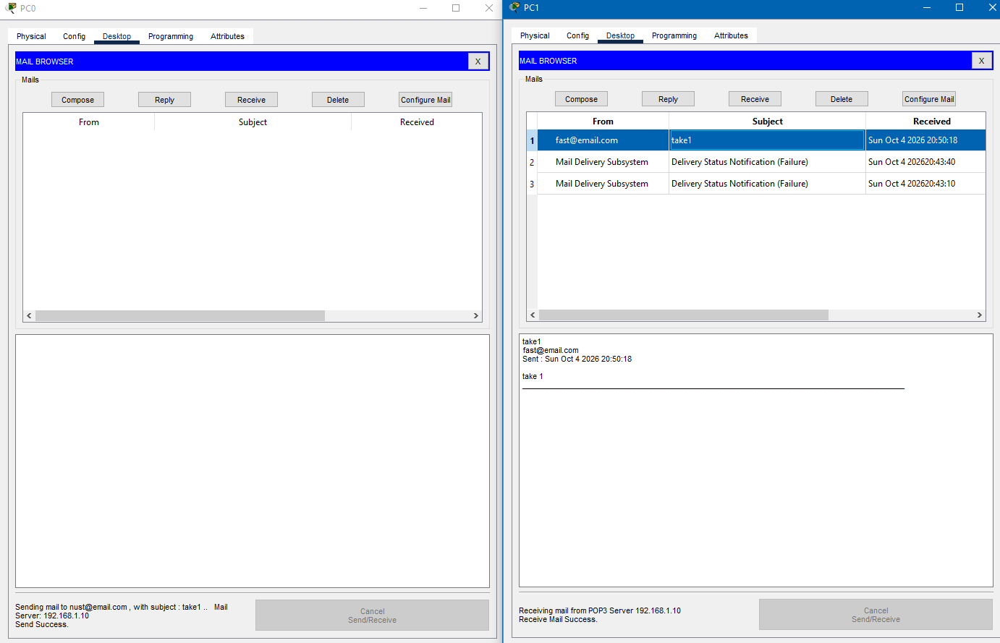 PC0
Physical Config Desktop Programming Attributes
MAIL BROWSER X
Mails
Compose Reply Receive Delete Configure Mail
From Subject Received
Sending mail to nust@email.com , with subject : take1 .. Mail
Server: 192.168.1.10
Send Success.
Cancel
Send/Receive
PC1
Physical Config Desktop Programming Attributes
MAIL BROWSER X
Mails
Compose Reply Receive Delete Configure Mail
From Subject Received
1 fast@email.com take1 Sun Oct 4 2026 20:50:18
2 Mail Delivery Subsystem Delivery Status Notification (Failure) Sun Oct 4 202620:43:40
3 Mail Delivery Subsystem Delivery Status Notification (Failure) Sun Oct 4 202620:43:10
take1
fast@email.com
Sent : Sun Oct 4 2026 20:50:18
take 1
Receiving mail from POP3 Server 192.168.1.10
Receive Mail Success.
Cancel
Send/Receive